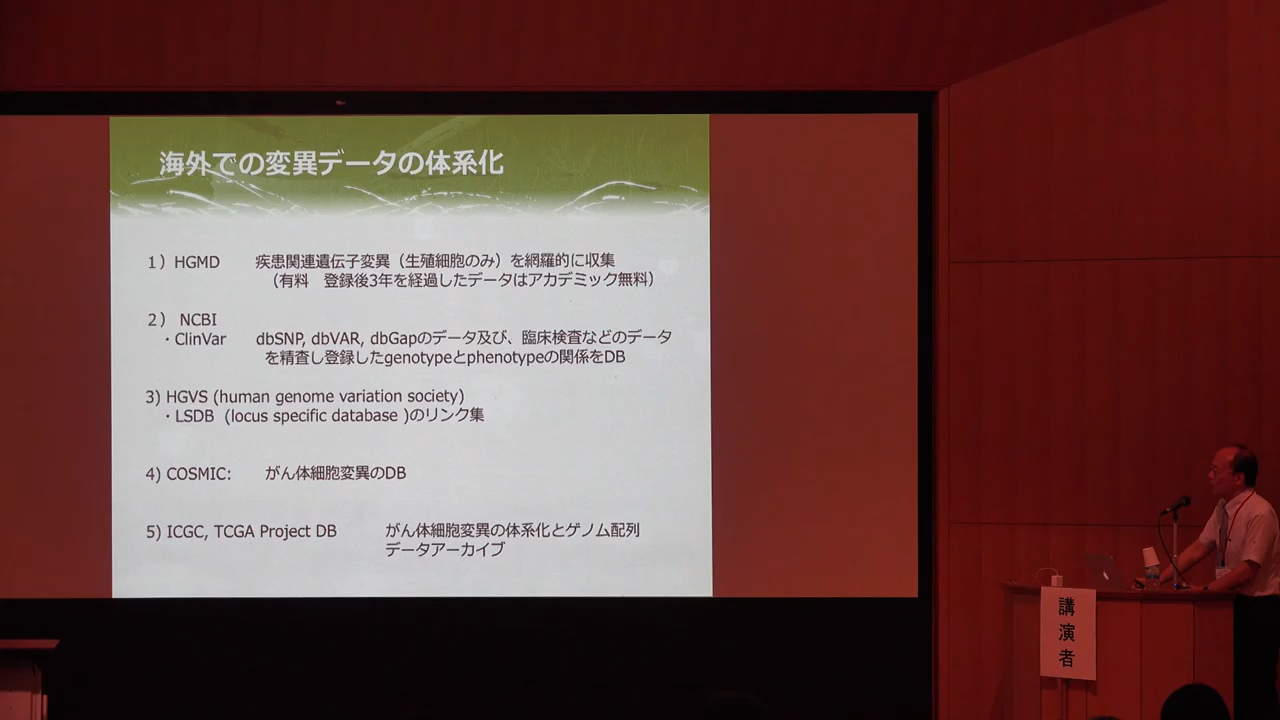 海外での変異データの体系化
1）HGMD 疾患関連遺伝子変異（生殖細胞のみ）を網羅的に収集
（有料　登録後3年を経過したデータはアカデミック無料）
2） NCBI
・ClinVar dbSNP, dbVAR, dbGapのデータ及び、臨床検査などのデータ
を精査し登録したgenotypeとphenotypeの関係をDB
3) HGVS (human genome variation society)
・LSDB (locus specific database )のリンク集
4) COSMIC: がん体細胞変異のDB
5) ICGC, TCGA Project DB がん体細胞変異の体系化とゲノム配列
データアーカイブ
講演者